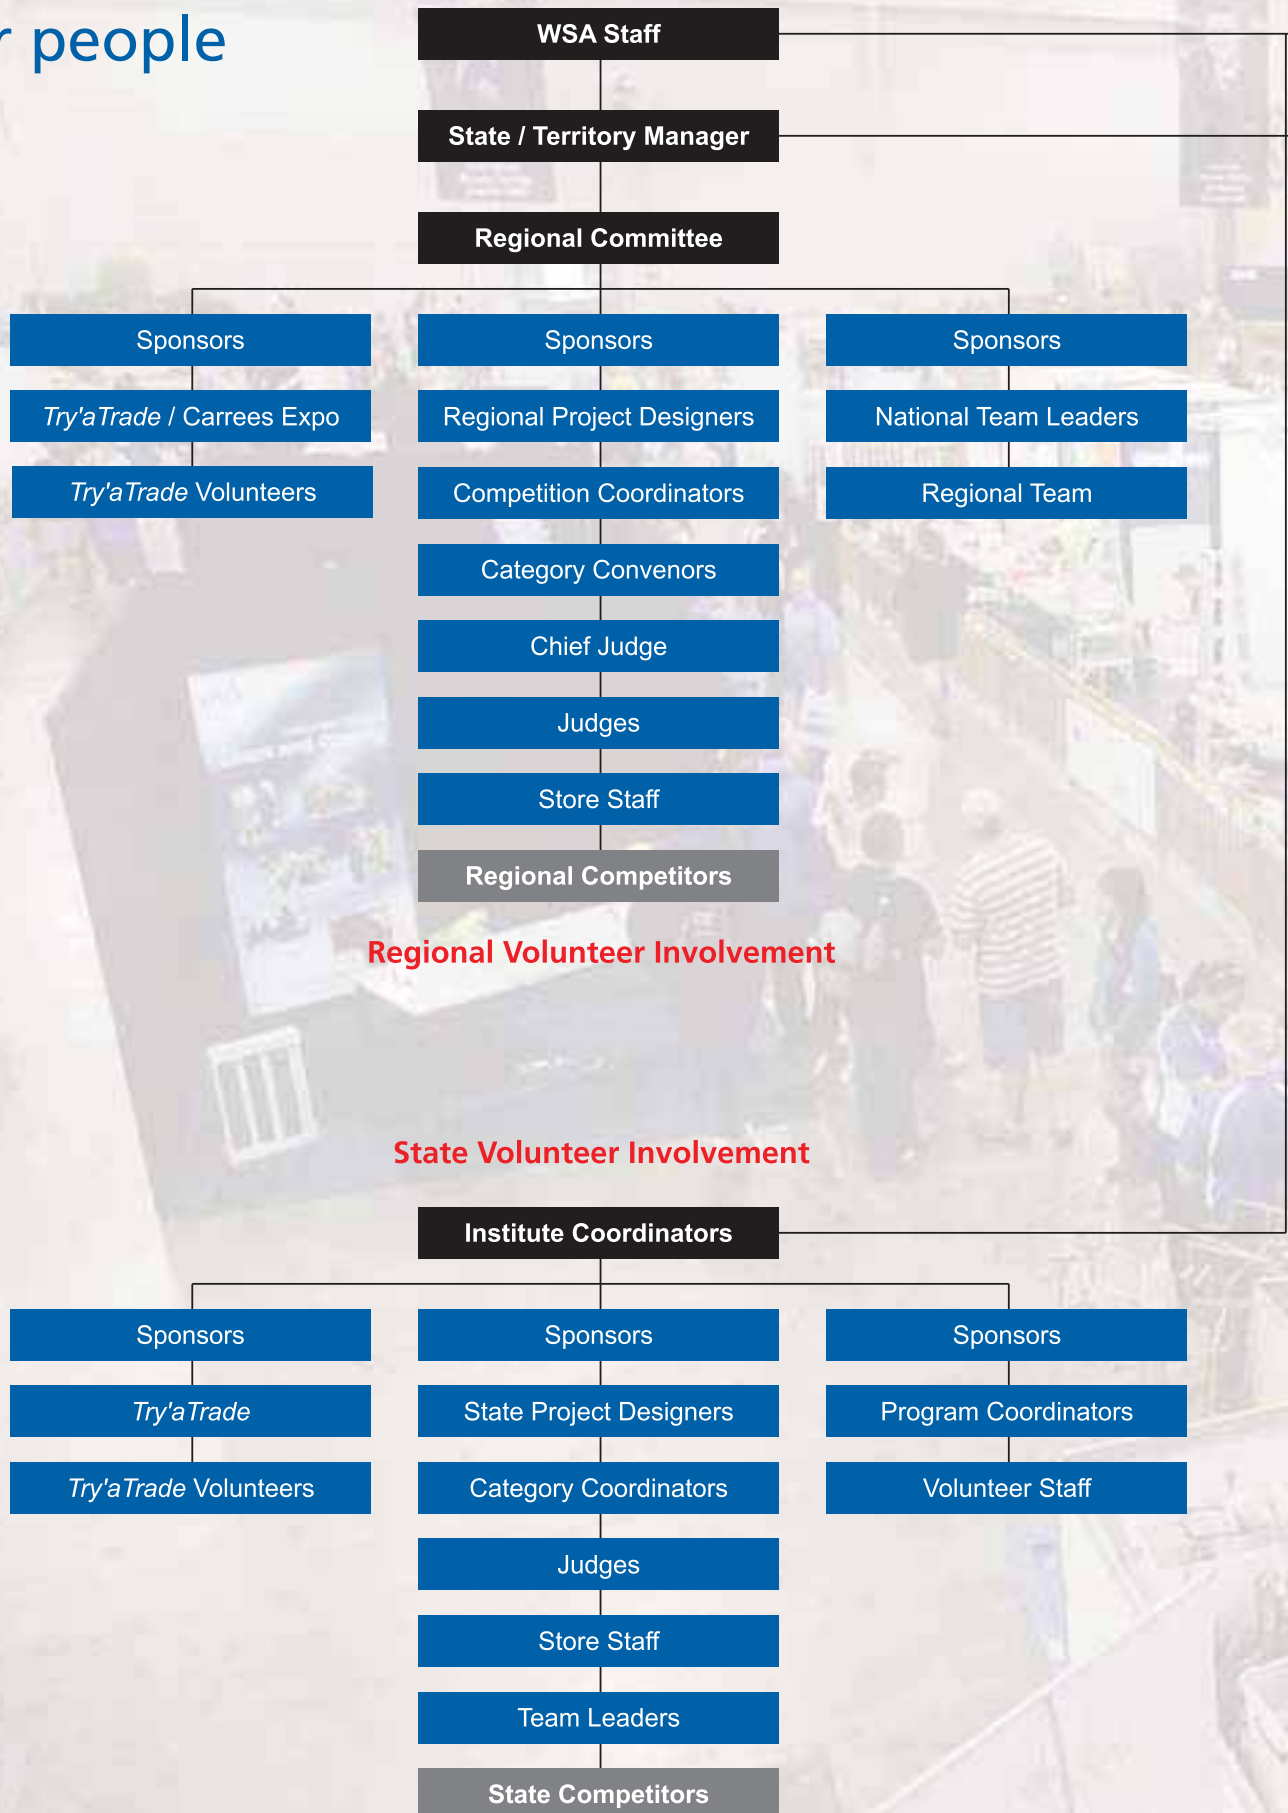 r people
WSA Staff
State / Territory Manager
Regional Committee
Sponsors
Try'aTrade / Carrees Expo
Try'aTrade Volunteers
Sponsors
Regional Project Designers
Competition Coordinators
Category Convenors
Chief Judge
Judges
Store Staff
Regional Competitors
Sponsors
National Team Leaders
Regional Team
Regional Volunteer Involvement
State Volunteer Involvement
Institute Coordinators
Sponsors
Try'aTrade
Try'aTrade Volunteers
Sponsors
State Project Designers
Category Coordinators
Judges
Store Staff
Team Leaders
State Competitors
Sponsors
Program Coordinators
Volunteer Staff